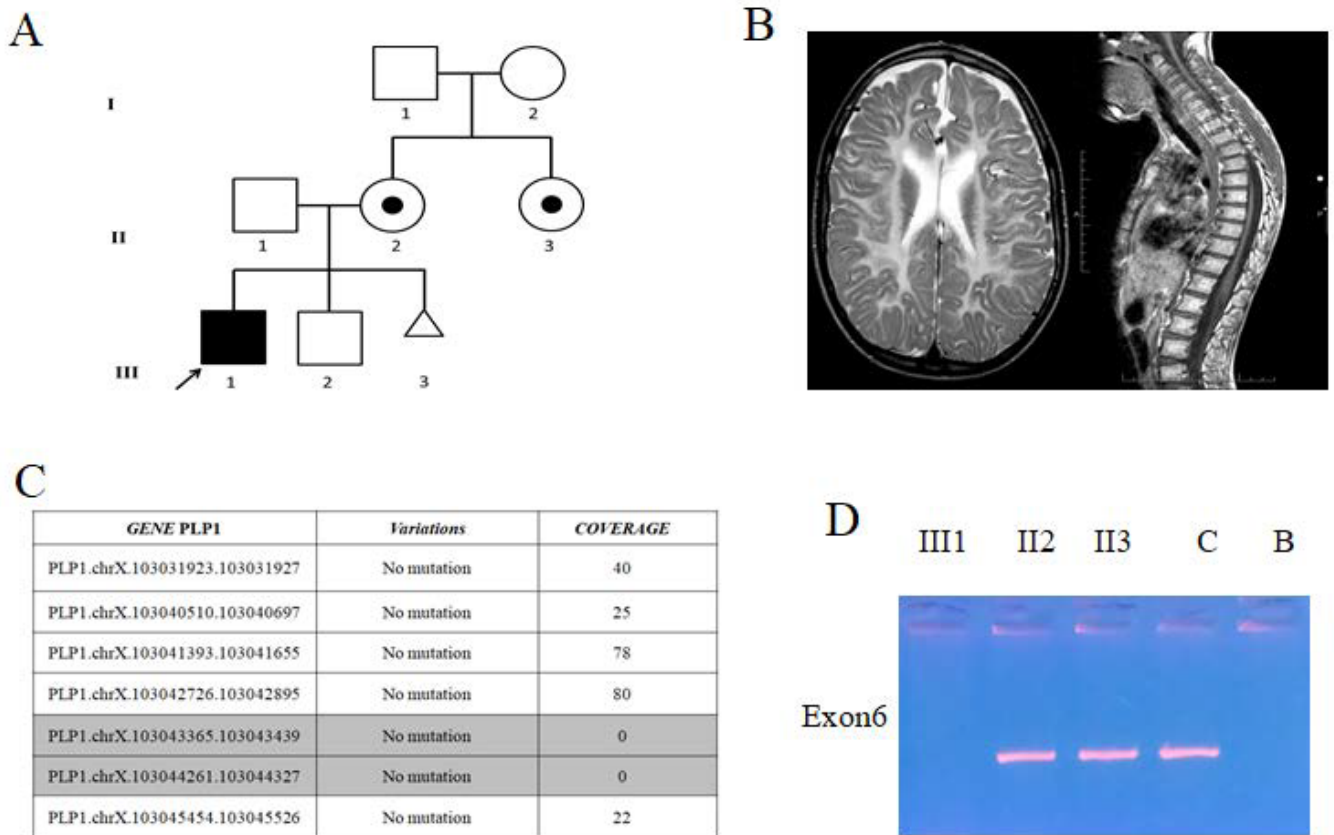 A
I
1 2
II
1 2 3
III
1 2 3
B
C
GENE PLP1 Variations COVERAGE
PLP1.chrX.103031923.103031927 No mutation 40
PLP1.chrX.103040510.103040697 No mutation 25
PLP1.chrX.103041393.103041655 No mutation 78
PLP1.chrX.103042726.103042895 No mutation 80
PLP1.chrX.103043365.103043439 No mutation 0
PLP1.chrX.103044261.103044327 No mutation 0
PLP1.chrX.103045454.103045526 No mutation 22
D
III1 II2 II3 C B
Exon6